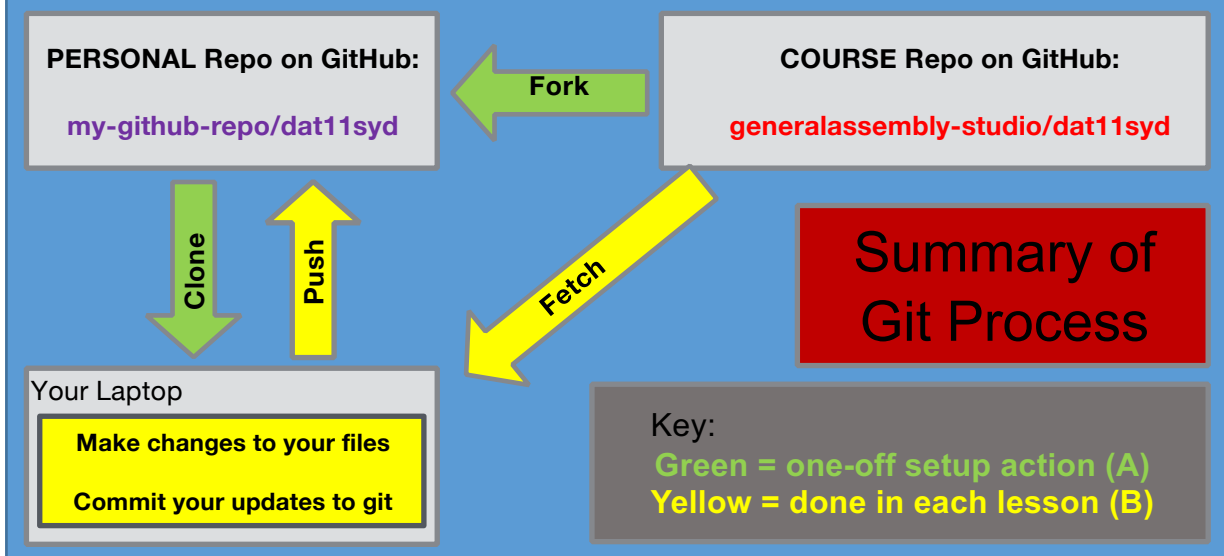 PERSONAL Repo on GitHub:
my-github-repo/dat11syd
Fork
COURSE Repo on GitHub:
generalassembly-studio/dat11syd
Clone
Push
Fetch
Summary of
Git Process
Your Laptop
Make changes to your files
Commit your updates to git
Key:
Green = one-off setup action (A)
Yellow = done in each lesson (B)